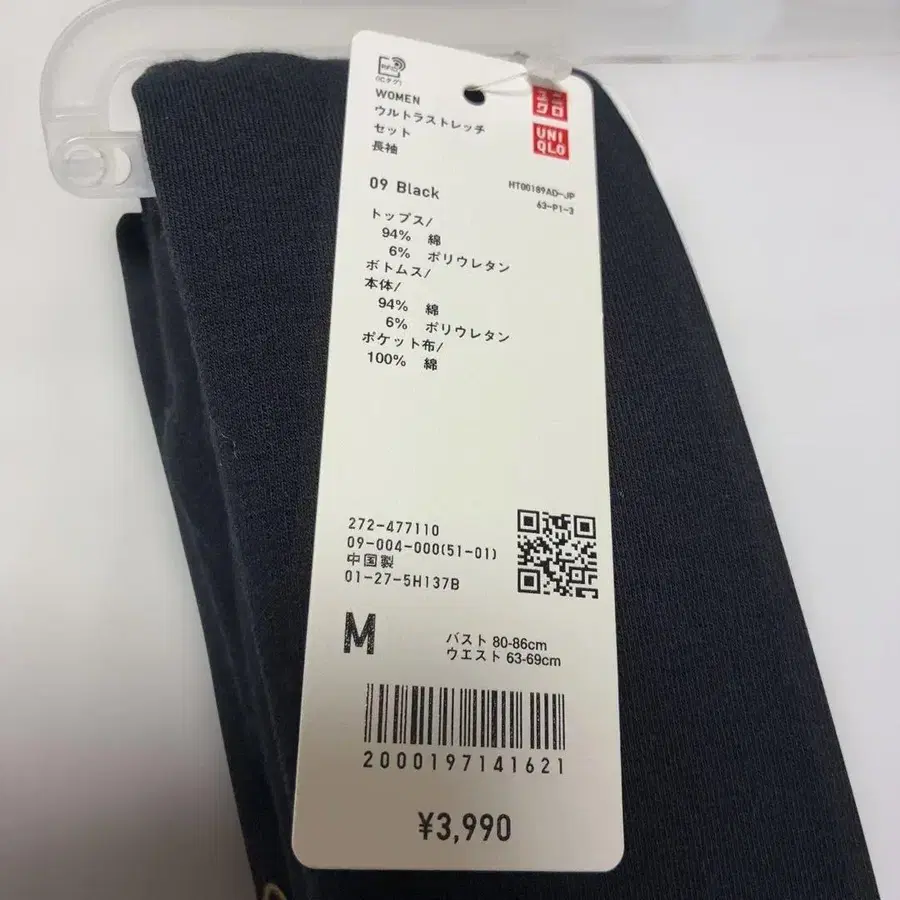 RFID
(ICタグ)
ユニ
クロ
UNI
QLO
WOMEN
ウルトラストレッチ
セット
長袖
09 Black
HT00189AD-JP
63-P1-3
トップス/
94% 綿
6% ポリウレタン
ボトムス/
本体/
94% 綿
6% ポリウレタン
ポケット布/
100% 綿
272-477110
09-004-000(51-01)
中国製
01-27-5H137B
M
バスト 80-86cm
ウエスト 63-69cm
2000197141621
¥3,990